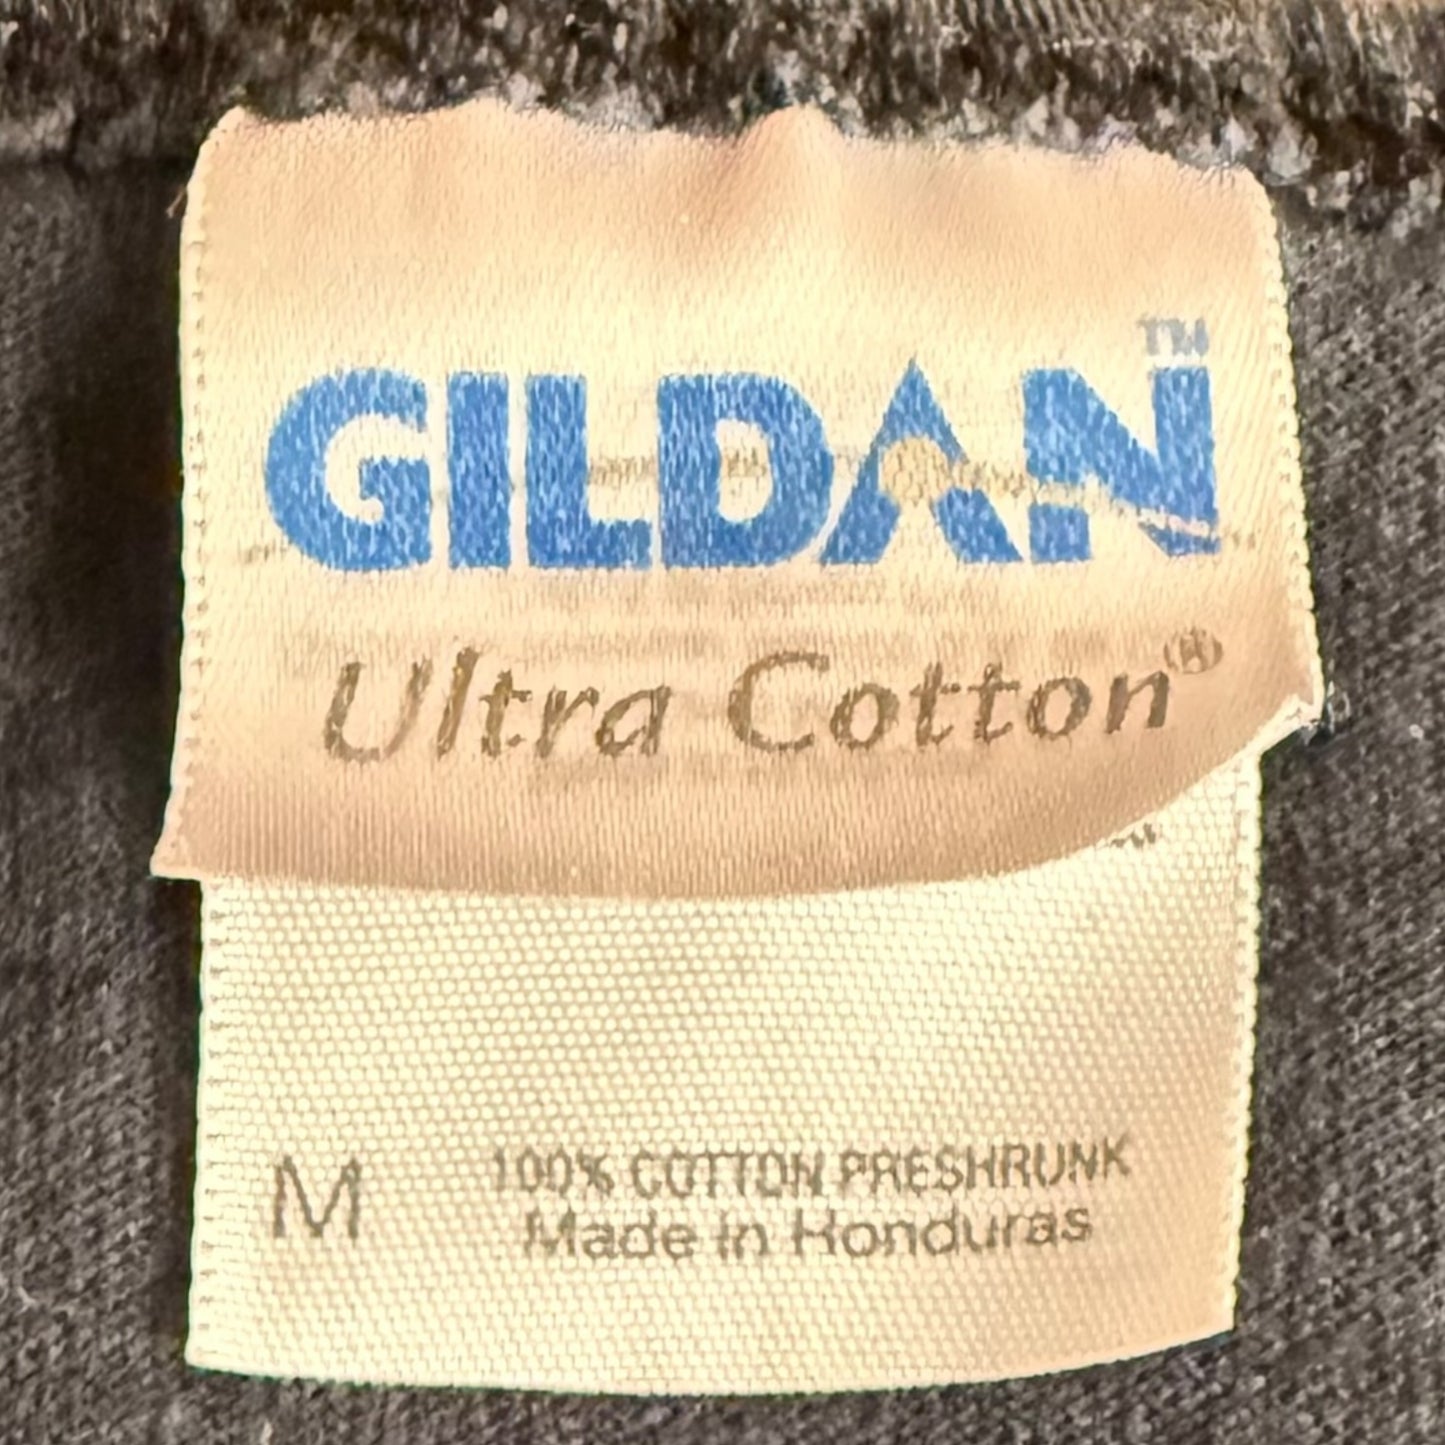 GILDAN™
Ultra Cotton®
M 100% COTTON PRESHRUNK
Made in Honduras